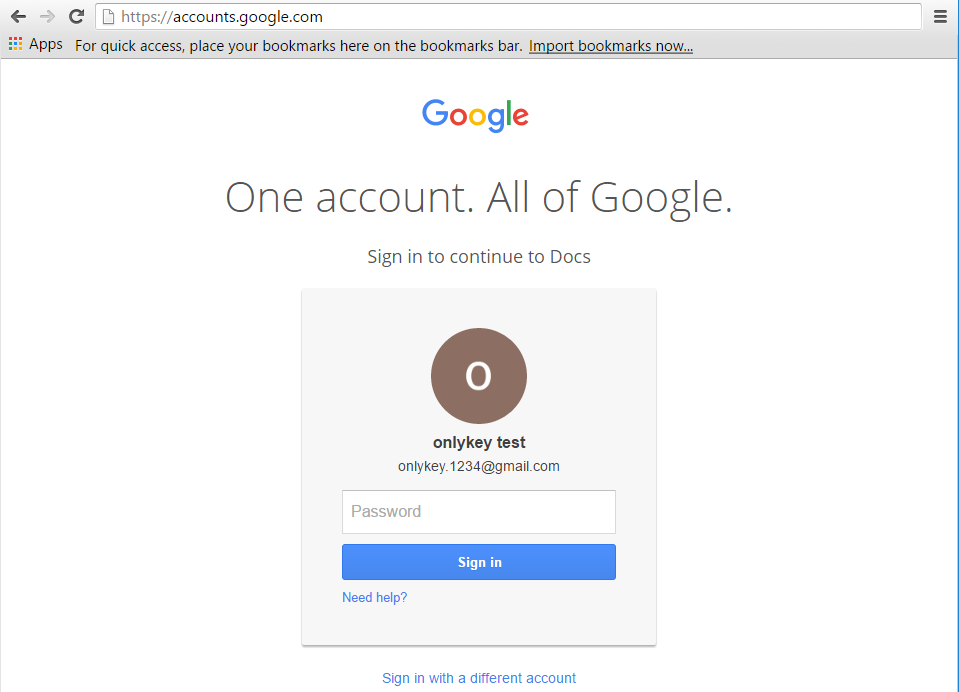 https://accounts.google.com
Apps For quick access, place your bookmarks here on the bookmarks bar. Import bookmarks now...
Google
One account. All of Google.
Sign in to continue to Docs
O
onlykey test
onlykey.1234@gmail.com
Password
Sign in
Need help?
Sign in with a different account